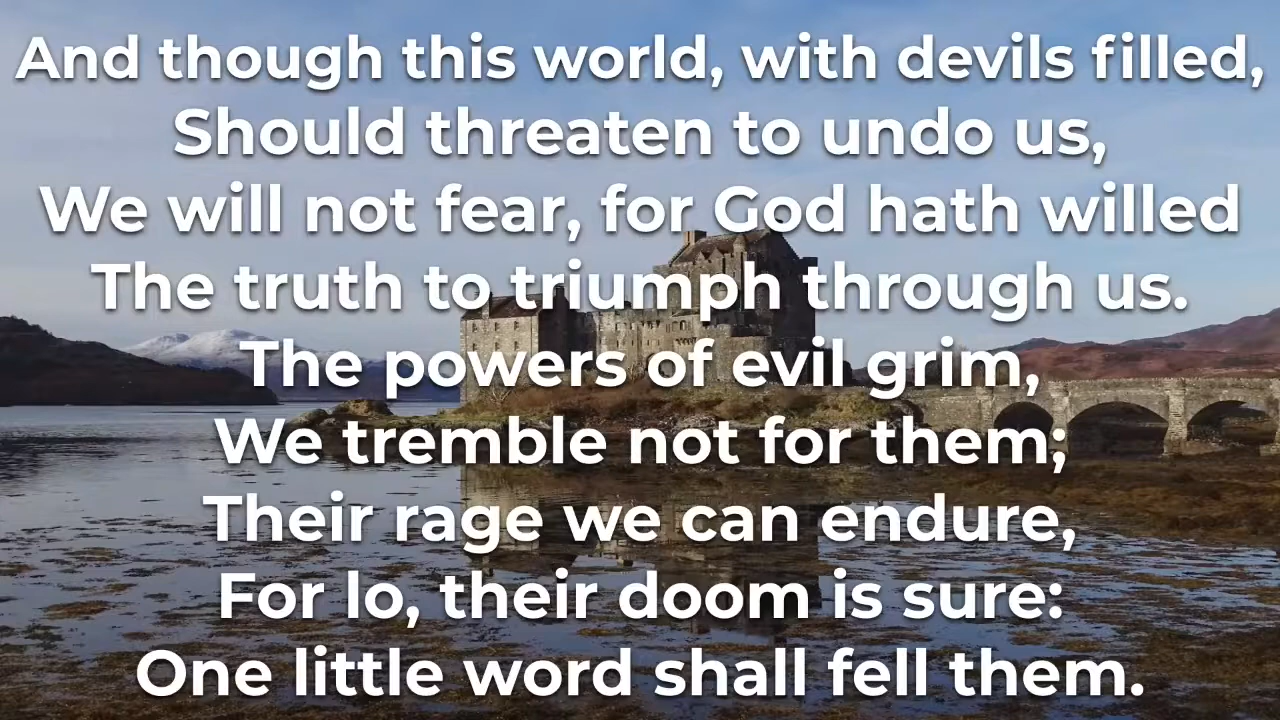 And though this world, with devils filled,
Should threaten to undo us,
We will not fear, for God hath willed
The truth to triumph through us.
The powers of evil grim,
We tremble not for them;
Their rage we can endure,
For lo, their doom is sure:
One little word shall fell them.